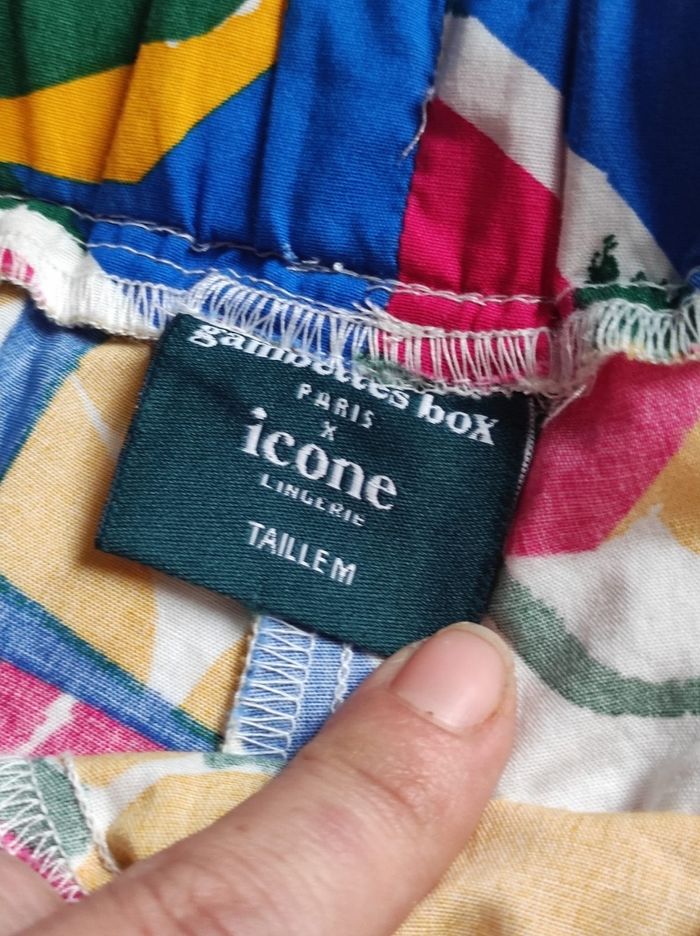 gambettes box
PARIS
X
icone
LINGERIE
TAILLE M